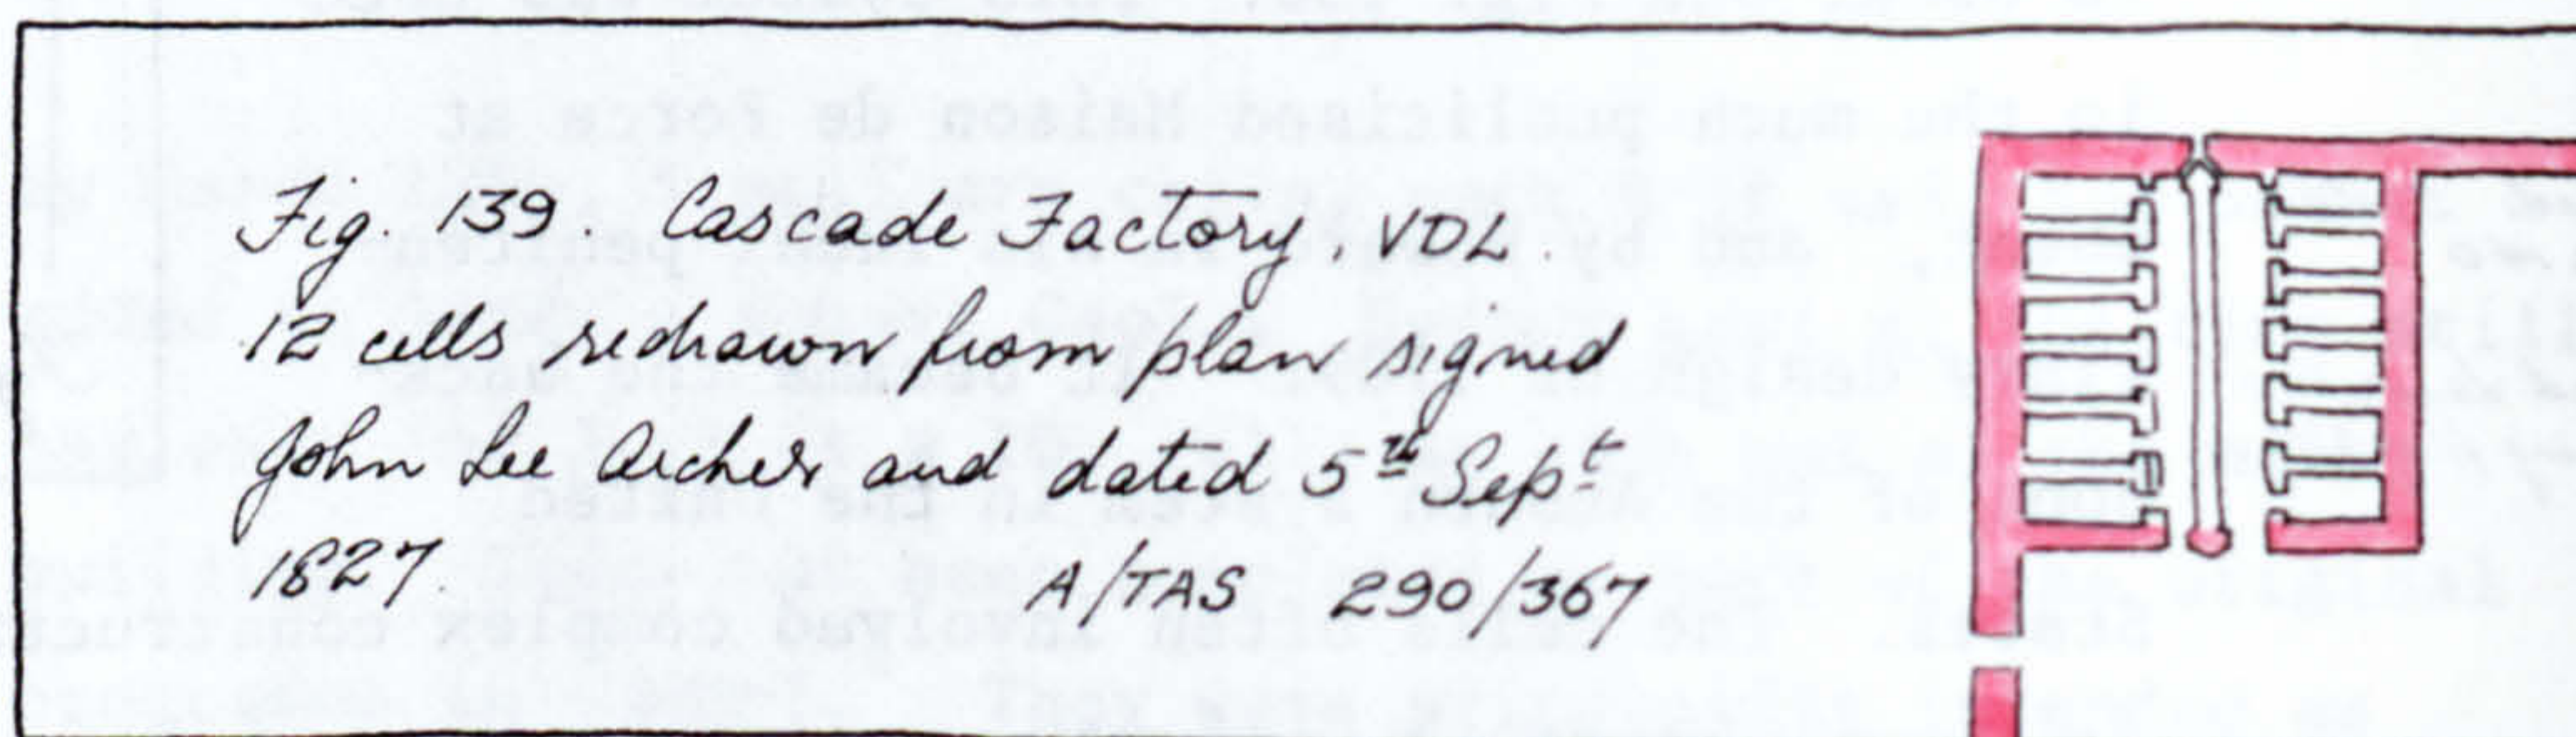 Fig. 139. Cascade Factory, VDL.
12 cells redrawn from plan signed
John Lee Archer and dated 5th Sept
1827. A/TAS 290/367